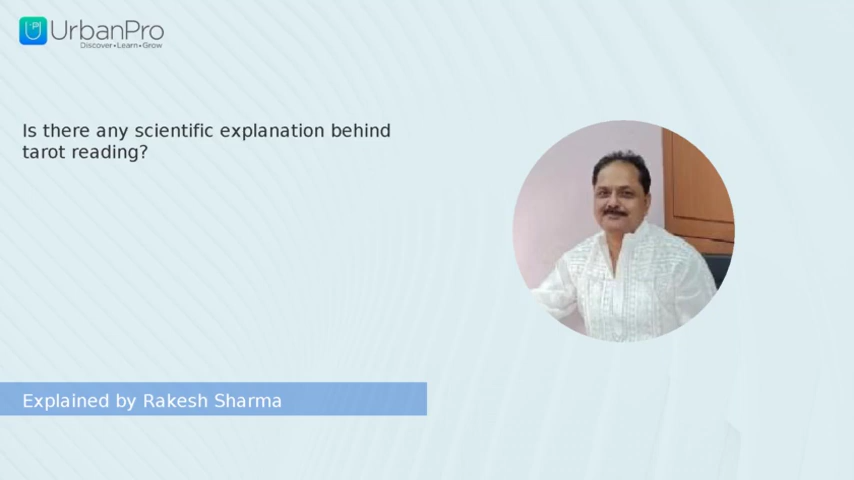 UrbanPro
Discover•Learn•Grow
Is there any scientific explanation behind
tarot reading?
Explained by Rakesh Sharma